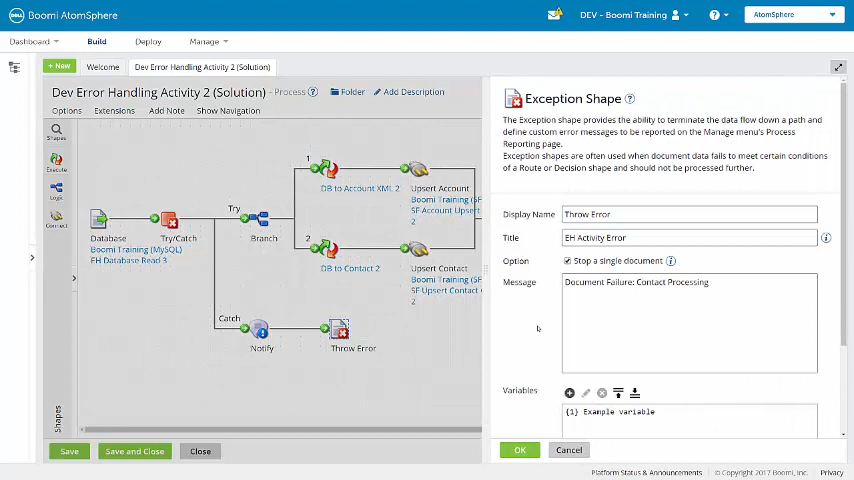 DELL Boomi AtomSphere
DEV - Boomi Training
AtomSphere
Dashboard
Build
Deploy
Manage
+ New
Welcome
Dev Error Handling Activity 2 (Solution)
Dev Error Handling Activity 2 (Solution) - Process
Folder
Add Description
Options
Extensions
Add Note
Show Navigation
Shapes
Execute
Logic
Connect
Database
Boomi Training (MySQL)
EH Database Read 3
Try/Catch
Try
Branch
1
DB to Account XML 2
Upsert Account
Boomi Training (SF
SF Account Upsert
2
2
DB to Contact 2
Upsert Contact
Boomi Training (SF
SF Upsert Contact
2
Catch
Notify
Throw Error
Shapes
Save
Save and Close
Close
Exception Shape
The Exception shape provides the ability to terminate the data flow down a path and
define custom error messages to be reported on the Manage menu's Process
Reporting page.
Exception shapes are often used when document data fails to meet certain conditions
of a Route or Decision shape and should not be processed further.
Display Name
Throw Error
Title
EH Activity Error
Option
Stop a single document
Message
Document Failure: Contact Processing
Variables
{1} Example variable
OK
Cancel
Platform Status & Announcements
© Copyright 2017 Boomi, Inc.
Privacy